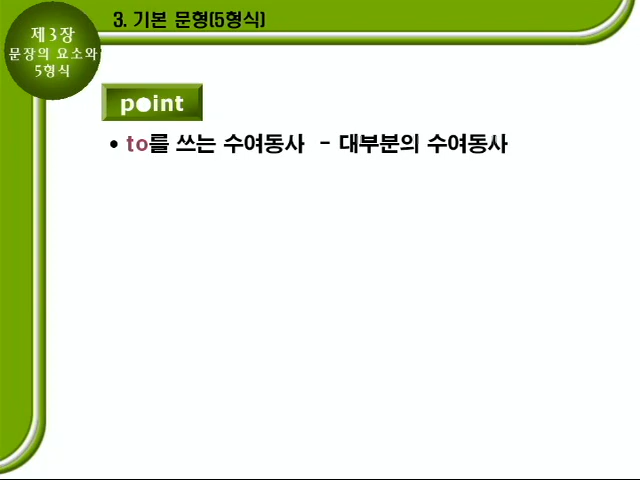 제3장
문장의 요소와
5형식
3. 기본 문형(5형식)
point
• to를 쓰는 수여동사 - 대부분의 수여동사